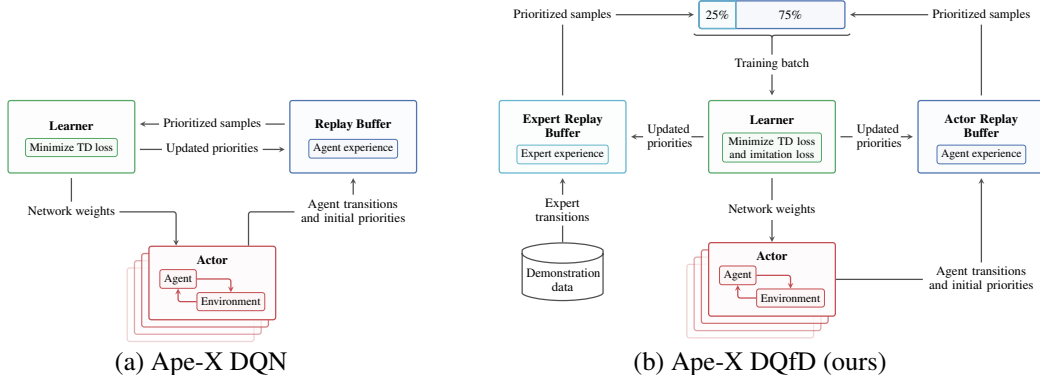 Learner
Minimize TD loss
Prioritized samples
Updated priorities
Replay Buffer
Agent experience
Network weights
Agent transitions
and initial priorities
Actor
Agent
Environment
(a) Ape-X DQN
Prioritized samples
25%
75%
Prioritized samples
Training batch
Expert Replay
Buffer
Expert experience
Updated
priorities
Learner
Minimize TD loss
and imitation loss
Updated
priorities
Actor Replay
Buffer
Agent experience
Expert
transitions
Network weights
Demonstration
data
Actor
Agent
Environment
Agent transitions
and initial priorities
(b) Ape-X DQfD (ours)